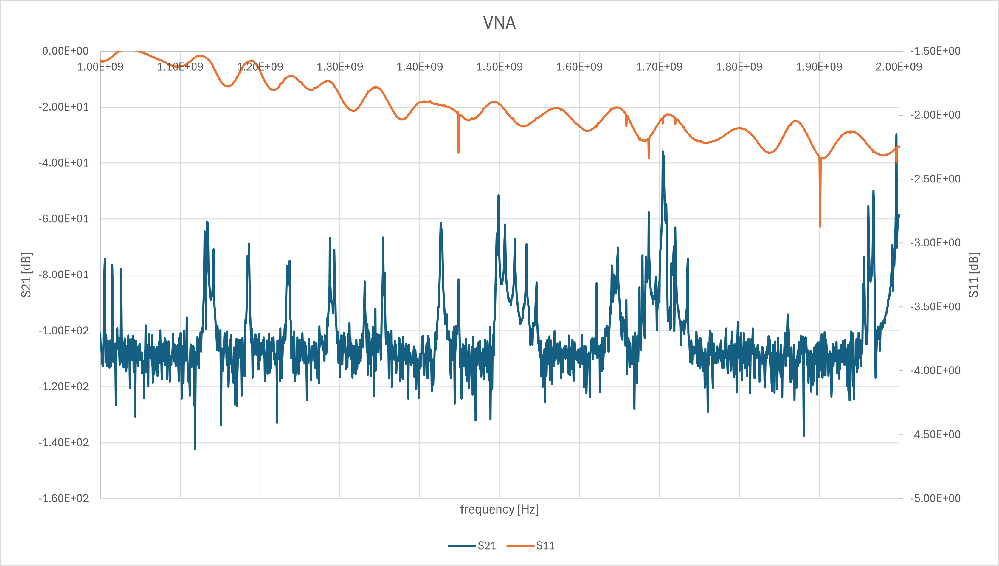 VNA
0.00E+00
-2.00E+01
-4.00E+01
-6.00E+01
-8.00E+01
-1.00E+02
-1.20E+02
-1.40E+02
-1.60E+02
S21 [dB]
1.00E+09 1.10E+09 1.20E+09 1.30E+09 1.40E+09 1.50E+09 1.60E+09 1.70E+09 1.80E+09 1.90E+09 2.00E+09
-1.50E+00
-2.00E+00
-2.50E+00
-3.00E+00
-3.50E+00
-4.00E+00
-4.50E+00
-5.00E+00
S11 [dB]
frequency [Hz]
S21 S11